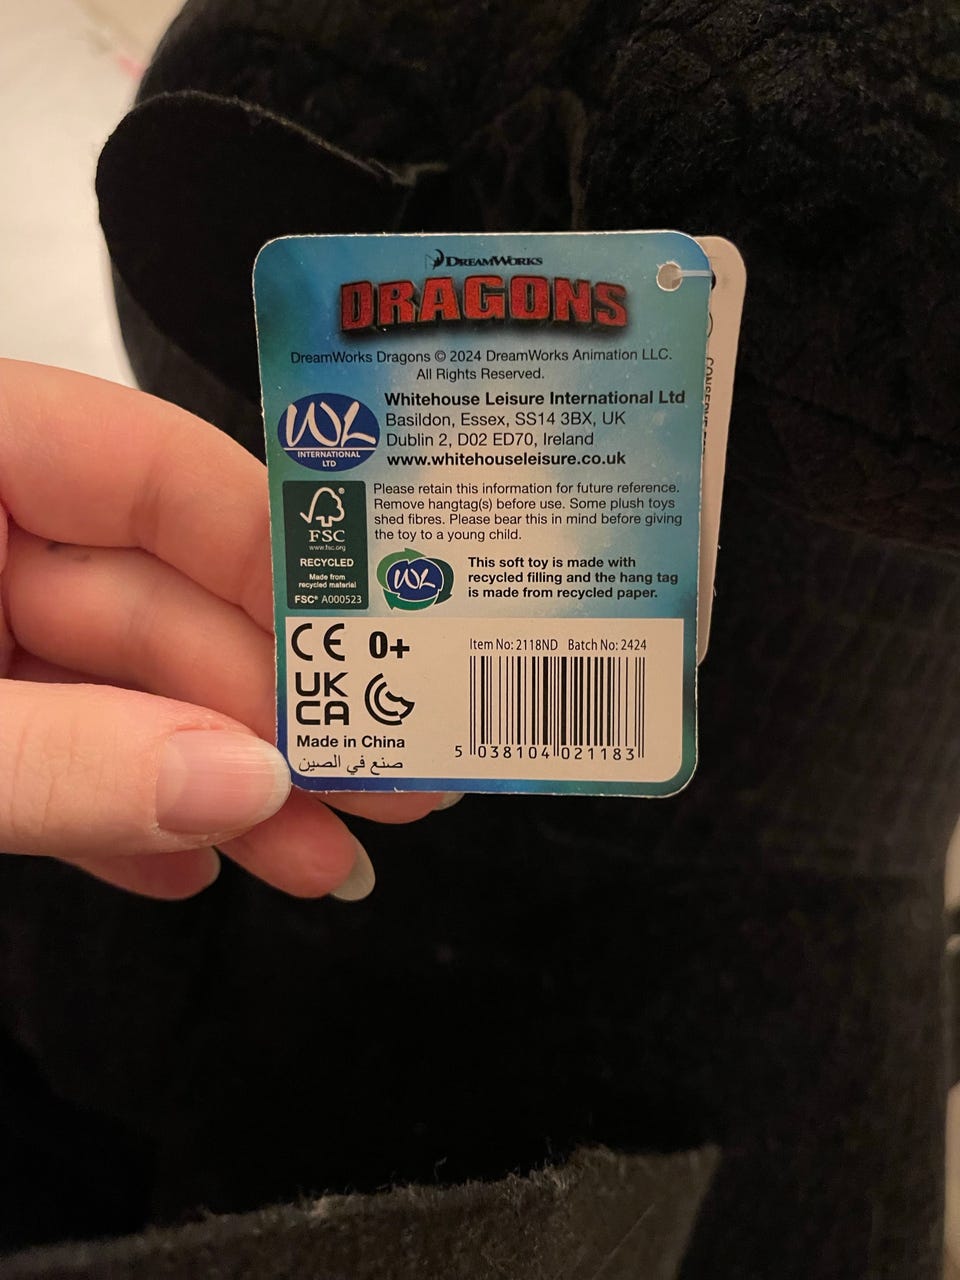 DREAMWORKS
DRAGONS
DreamWorks Dragons © 2024 DreamWorks Animation LLC.
All Rights Reserved.
WL
INTERNATIONAL
LTD
Whitehouse Leisure International Ltd
Basildon, Essex, SS14 3BX, UK
Dublin 2, D02 ED70, Ireland
www.whitehouseleisure.co.uk
FSC
www.fsc.org
RECYCLED
Made from
recycled material
FSC® A000523
Please retain this information for future reference.
Remove hangtag(s) before use. Some plush toys
shed fibres. Please bear this in mind before giving
the toy to a young child.
WL
This soft toy is made with
recycled filling and the hang tag
is made from recycled paper.
CE 0+
UK
CA
Made in China
صنع في الصين
Item No: 2118ND Batch No: 2424
5 038104 021183